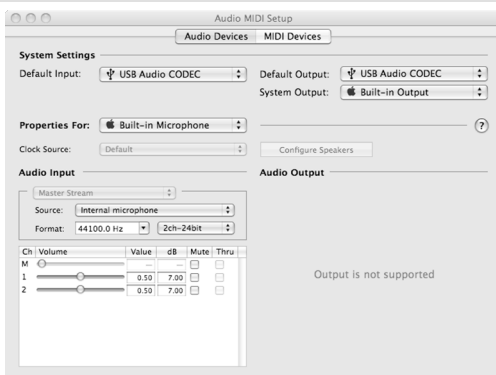 Audio MIDI Setup
Audio Devices MIDI Devices
System Settings
Default Input: USB Audio CODEC Default Output: USB Audio CODEC
System Output: Built-in Output
Properties For: Built-in Microphone ?
Clock Source: Default Configure Speakers
Audio Input Audio Output
Master Stream
Source: Internal microphone
Format: 44100.0 Hz 2ch-24bit
Ch Volume Value dB Mute Thru
M — —
1 0.50 7.00
2 0.50 7.00
Output is not supported